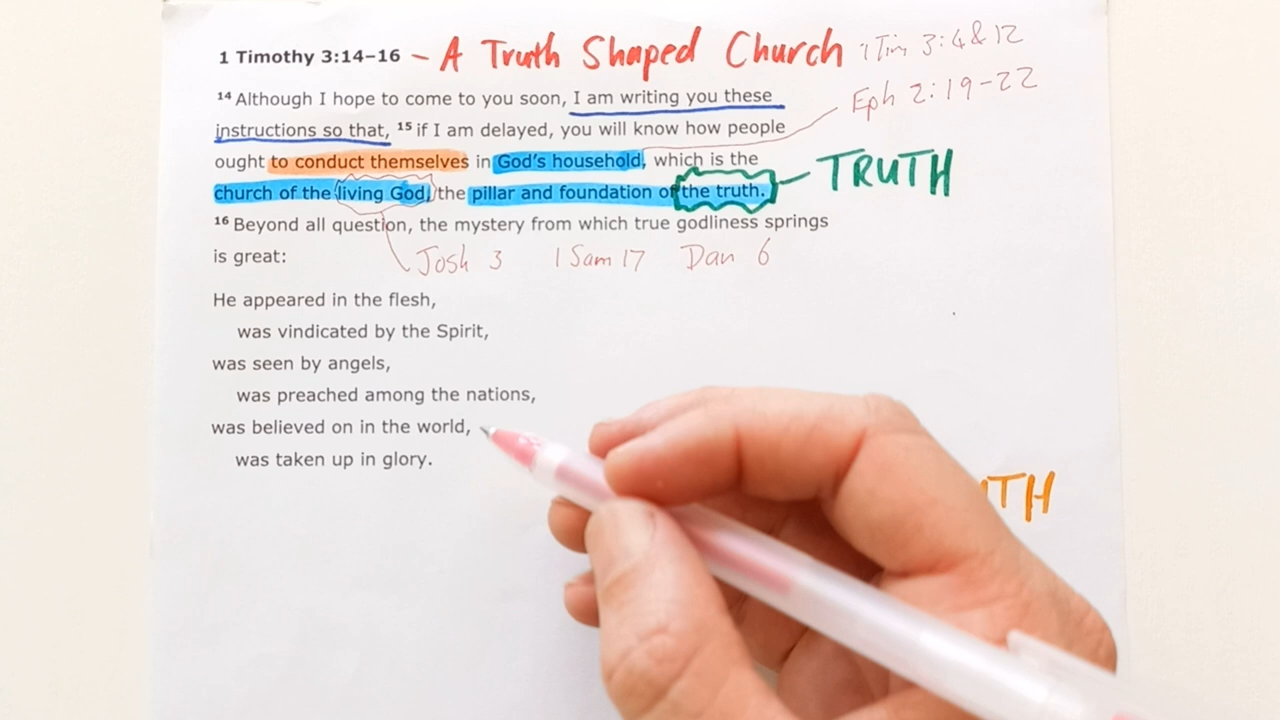 1 Timothy 3:14–16 – A Truth Shaped Church 1 Tim 3:4&12
Eph 2:19-22
14 Although I hope to come to you soon, I am writing you these
instructions so that, 15 if I am delayed, you will know how people
ought to conduct themselves in God's household, which is the
church of the living God, the pillar and foundation of the truth. – TRUTH
16 Beyond all question, the mystery from which true godliness springs
is great:
Josh 3 1 Sam 17 Dan 6
He appeared in the flesh,
was vindicated by the Spirit,
was seen by angels,
was preached among the nations,
was believed on in the world,
was taken up in glory.
TH